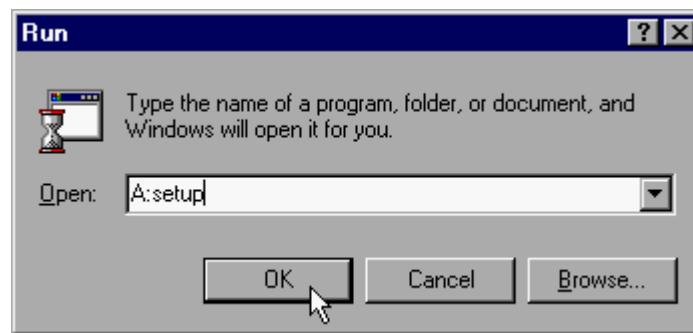 Run
Type the name of a program, folder, or document, and
Windows will open it for you.
Open: A:setup
OK Cancel Browse...